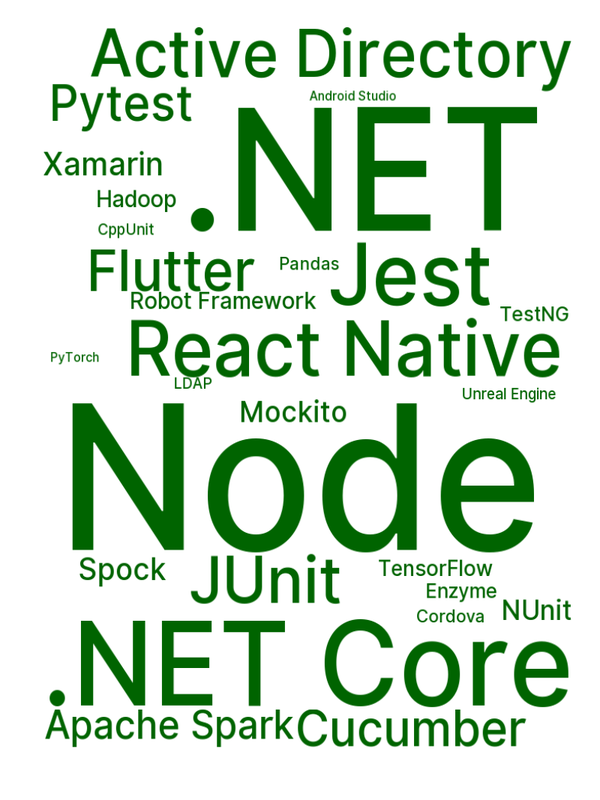 Active Directory
Pytest
Android Studio
.NET
Xamarin
Hadoop
CppUnit
Flutter
Pandas
Jest
Robot Framework
TestNG
React Native
PyTorch
LDAP
Unreal Engine
Mockito
Node
Spock
JUnit
TensorFlow
Enzyme
Cordova
NUnit
.NET Core
Apache Spark
Cucumber